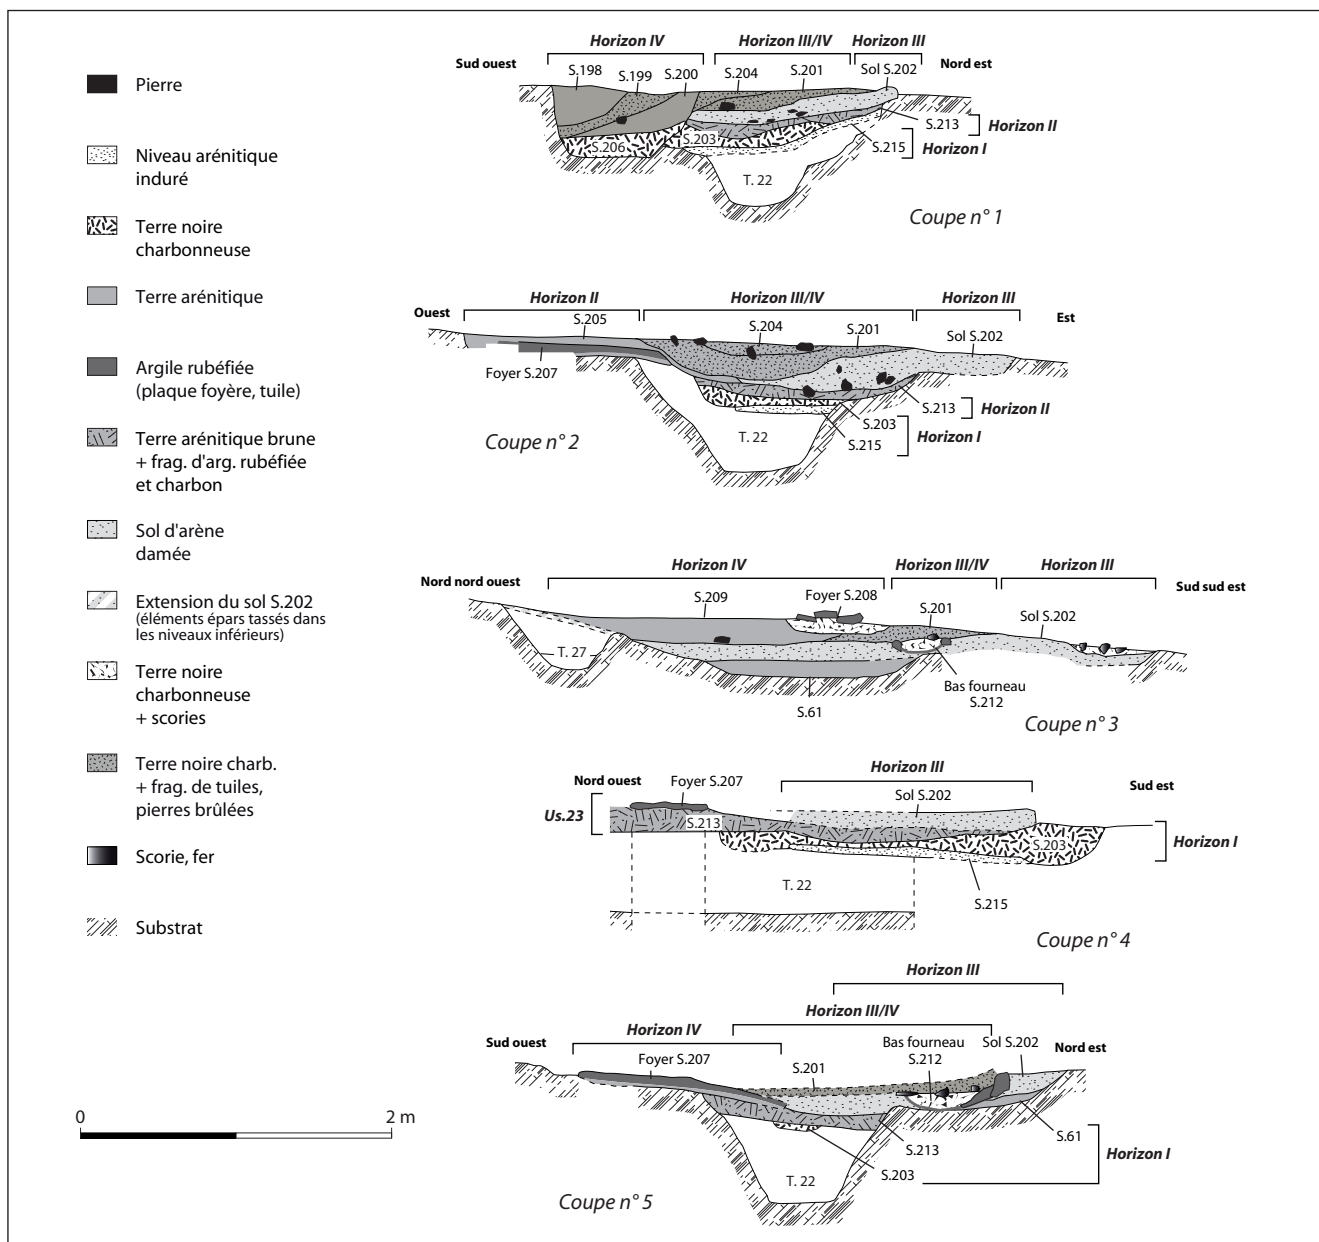 Pierre
Niveau arénitique
induré
Terre noire
charbonneuse
Terre arénitique
Argile rubéfiée
(plaque foyère, tuile)
Terre arénitique brune
+ frag. d'arg. rubéfiée
et charbon
Sol d'arène
damée
Extension du sol S.202
(éléments épars tassés dans
les niveaux inférieurs)
Terre noire
charbonneuse
+ scories
Terre noire charb.
+ frag. de tuiles,
pierres brûlées
Scorie, fer
Substrat
0 2 m
Horizon IV Horizon III/IV Horizon III
Sud ouest Nord est
S.198 S.199 S.200 S.204 S.201 Sol S.202
S.213 Horizon II
S.206 S.203 S.215 Horizon I
T. 22
Coupe n° 1
Horizon II Horizon III/IV Horizon III
Ouest Est
S.205 S.204 S.201 Sol S.202
Foyer S.207
S.213 Horizon II
S.203
S.215 Horizon I
T. 22
Coupe n° 2
Horizon IV Horizon III/IV Horizon III
Nord nord ouest Sud sud est
S.209 Foyer S.208 S.201 Sol S.202
T. 27
Bas fourneau
S.212
S.61
Coupe n° 3
Horizon III
Nord ouest Foyer S.207 Sud est
Sol S.202
Us.23 S.213
S.203 Horizon I
T. 22
S.215
Coupe n° 4
Horizon III
Horizon III/IV
Horizon IV
Sud ouest Nord est
Foyer S.207 S.201 Bas fourneau
S.212 Sol S.202
S.61
S.213 Horizon I
S.203
T. 22
Coupe n° 5